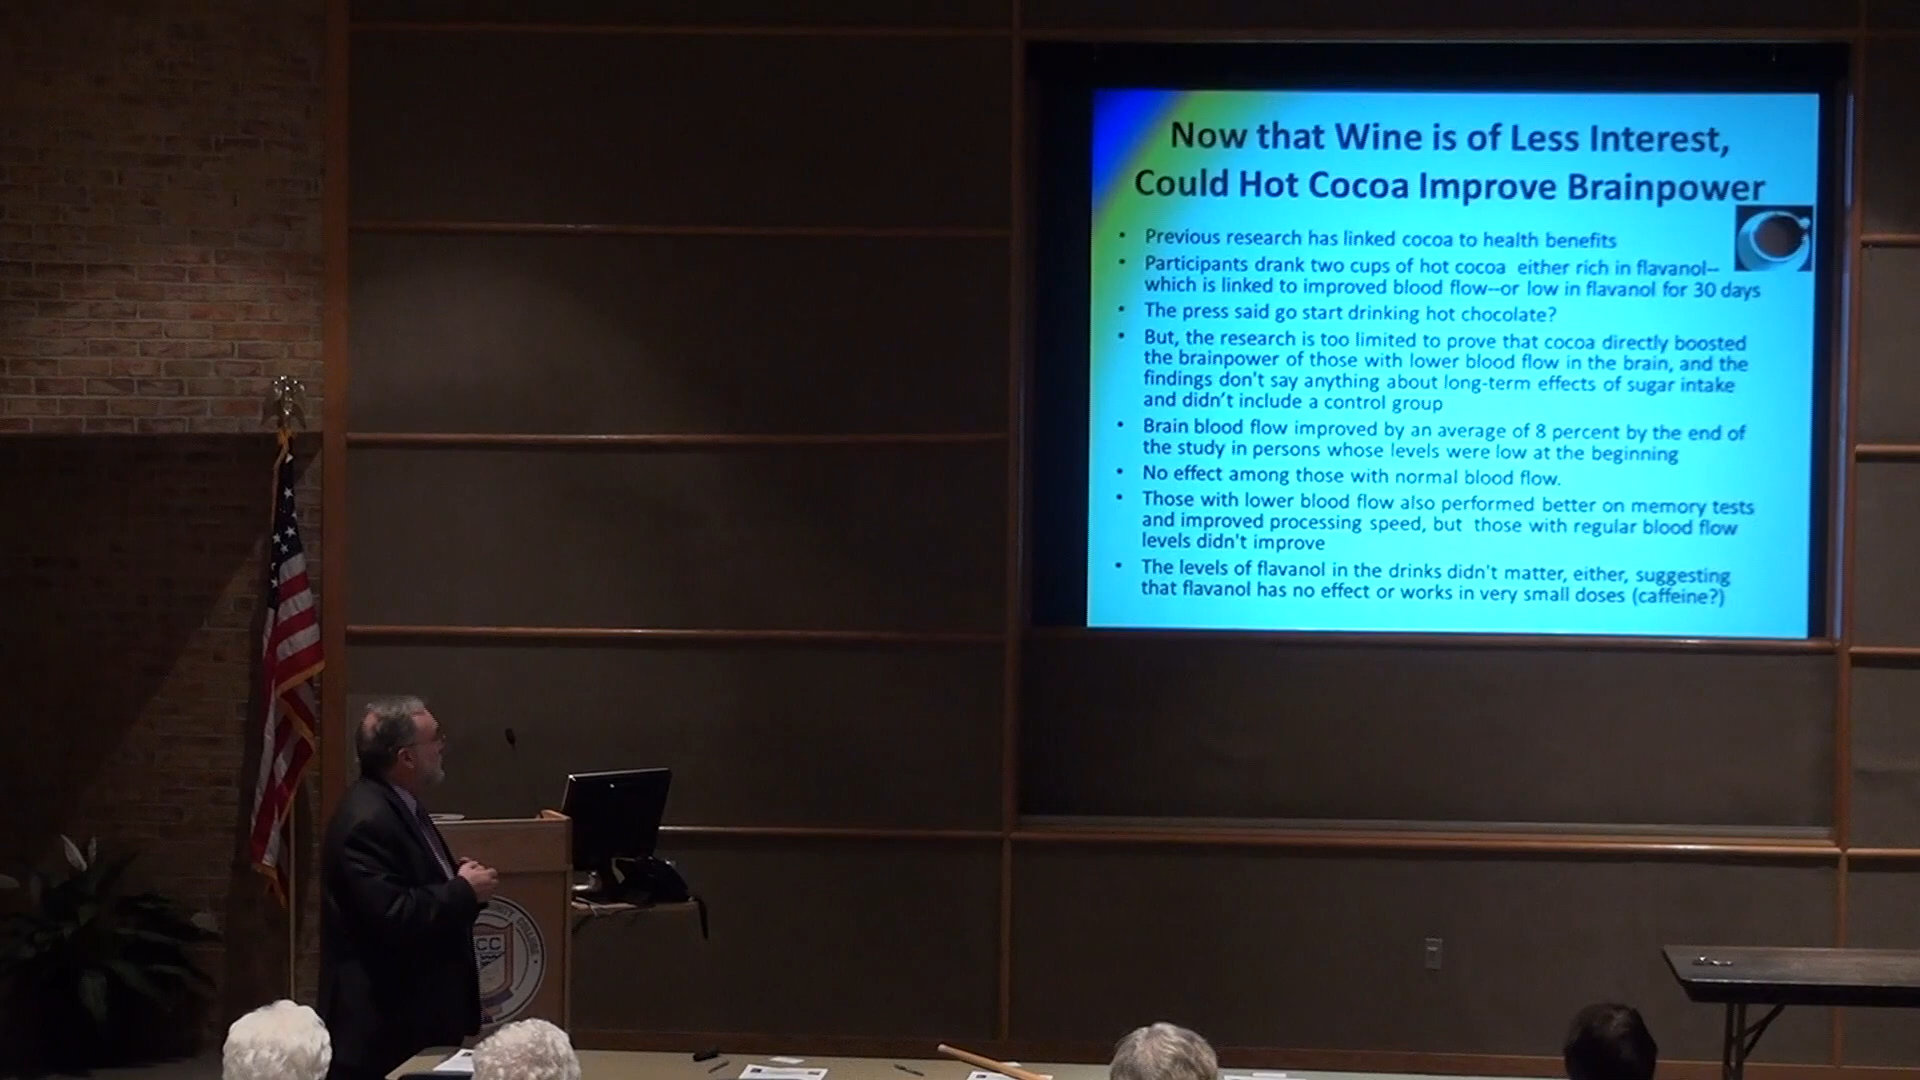 Now that Wine is of Less Interest,
Could Hot Cocoa Improve Brainpower
• Previous research has linked cocoa to health benefits
• Participants drank two cups of hot cocoa either rich in flavanol--
which is linked to improved blood flow--or low in flavanol for 30 days
• The press said go start drinking hot chocolate?
• But, the research is too limited to prove that cocoa directly boosted
the brainpower of those with lower blood flow in the brain, and the
findings don't say anything about long-term effects of sugar intake
and didn't include a control group
• Brain blood flow improved by an average of 8 percent by the end of
the study in persons whose levels were low at the beginning
• No effect among those with normal blood flow.
• Those with lower blood flow also performed better on memory tests
and improved processing speed, but those with regular blood flow
levels didn't improve
• The levels of flavanol in the drinks didn't matter, either, suggesting
that flavanol has no effect or works in very small doses (caffeine?)
COLLEGE
CC